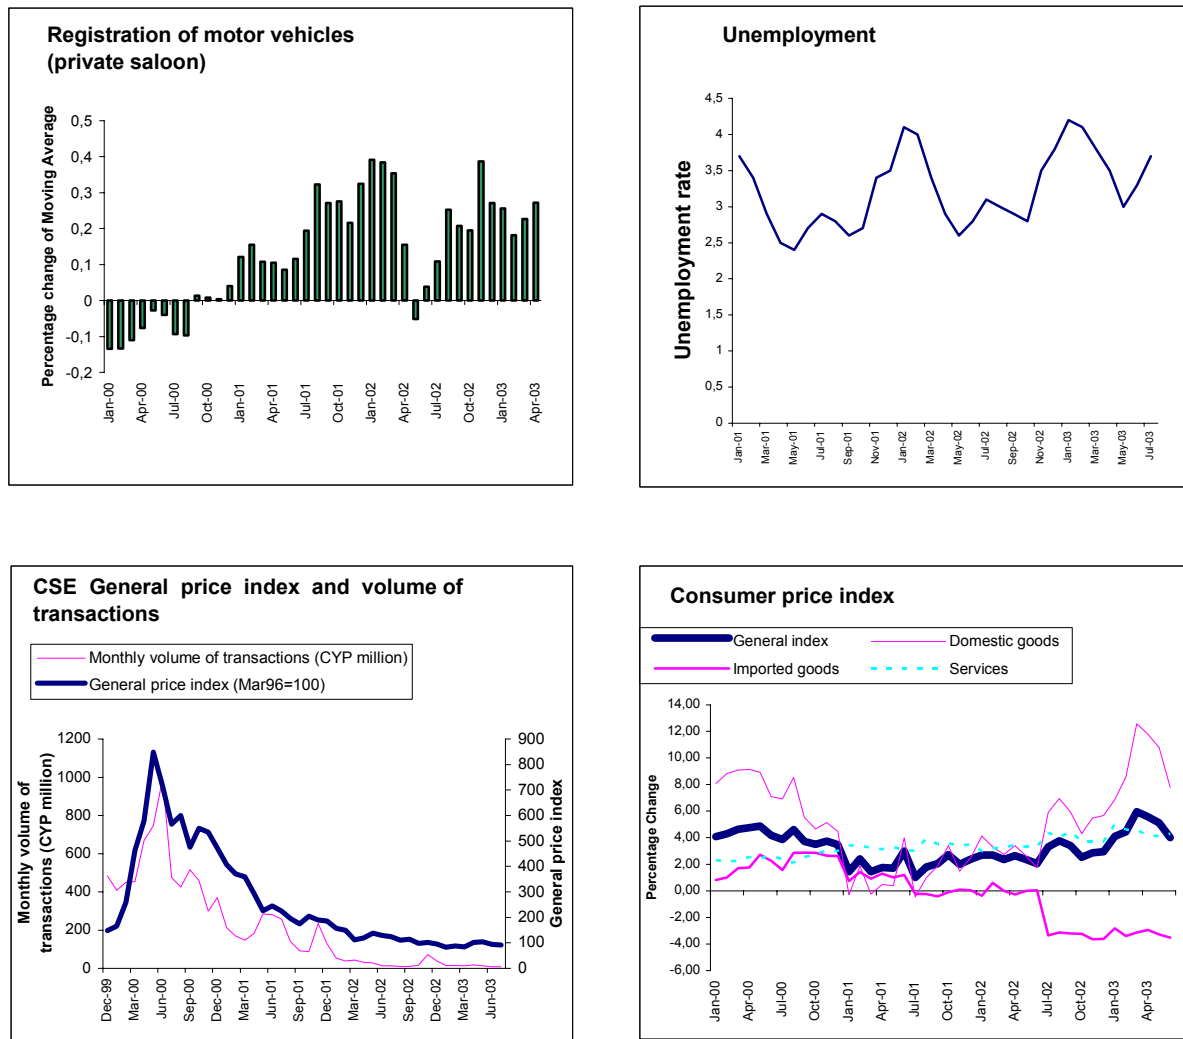 Registration of motor vehicles
(private saloon)
Percentage change of Moving Average
0,5
0,4
0,3
0,2
0,1
0
-0,1
-0,2
Jan-00
Apr-00
Jul-00
Oct-00
Jan-01
Apr-01
Jul-01
Oct-01
Jan-02
Apr-02
Jul-02
Oct-02
Jan-03
Apr-03
Unemployment
Unemployment rate
4,5
4
3,5
3
2,5
2
1,5
1
0,5
0
Jan-01
Mar-01
May-01
Jul-01
Sep-01
Nov-01
Jan-02
Mar-02
May-02
Jul-02
Sep-02
Nov-02
Jan-03
Mar-03
May-03
Jul-03
CSE General price index and volume of
transactions
Monthly volume of transactions (CYP million)
General price index (Mar96=100)
Monthly volume of
transactions (CYP million)
1200
1000
800
600
400
200
0
900
800
700
600
500
400
300
200
100
0
General price index
Dec-99
Mar-00
Jun-00
Sep-00
Dec-00
Mar-01
Jun-01
Sep-01
Dec-01
Mar-02
Jun-02
Sep-02
Dec-02
Mar-03
Jun-03
Consumer price index
General index
Domestic goods
Imported goods
Services
Percentage Change
14,00
12,00
10,00
8,00
6,00
4,00
2,00
0,00
-2,00
-4,00
-6,00
Jan-00
Apr-00
Jul-00
Oct-00
Jan-01
Apr-01
Jul-01
Oct-01
Jan-02
Apr-02
Jul-02
Oct-02
Jan-03
Apr-03